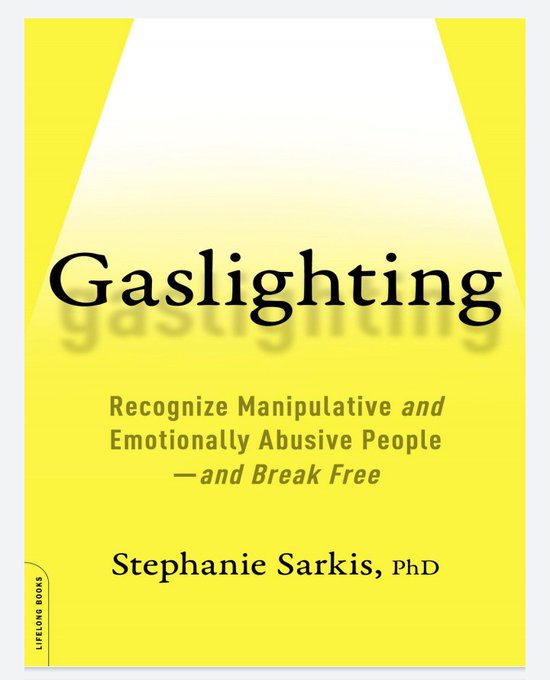 Gaslighting
Recognize Manipulative and
Emotionally Abusive People
—and Break Free
Stephanie Sarkis, PhD
LIFELONG BOOKS